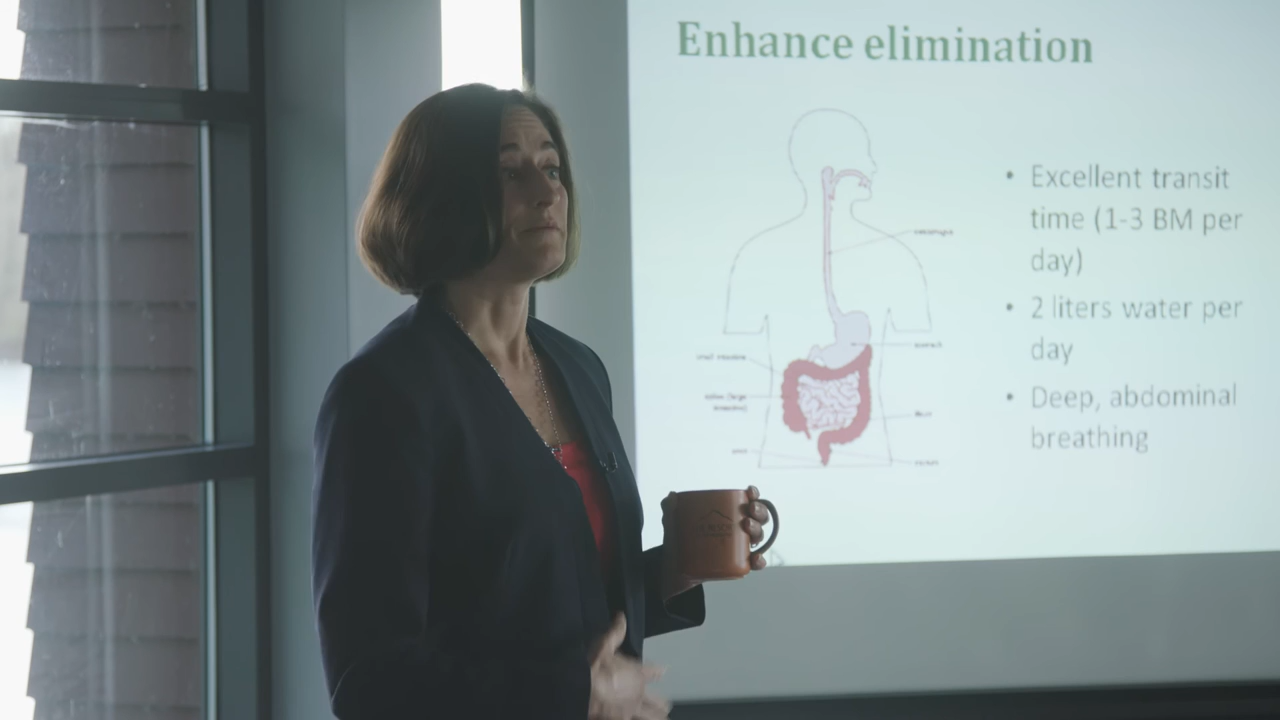 Enhance elimination
• Excellent transit
time (1-3 BM per
day)
• 2 liters water per
day
• Deep, abdominal
breathing